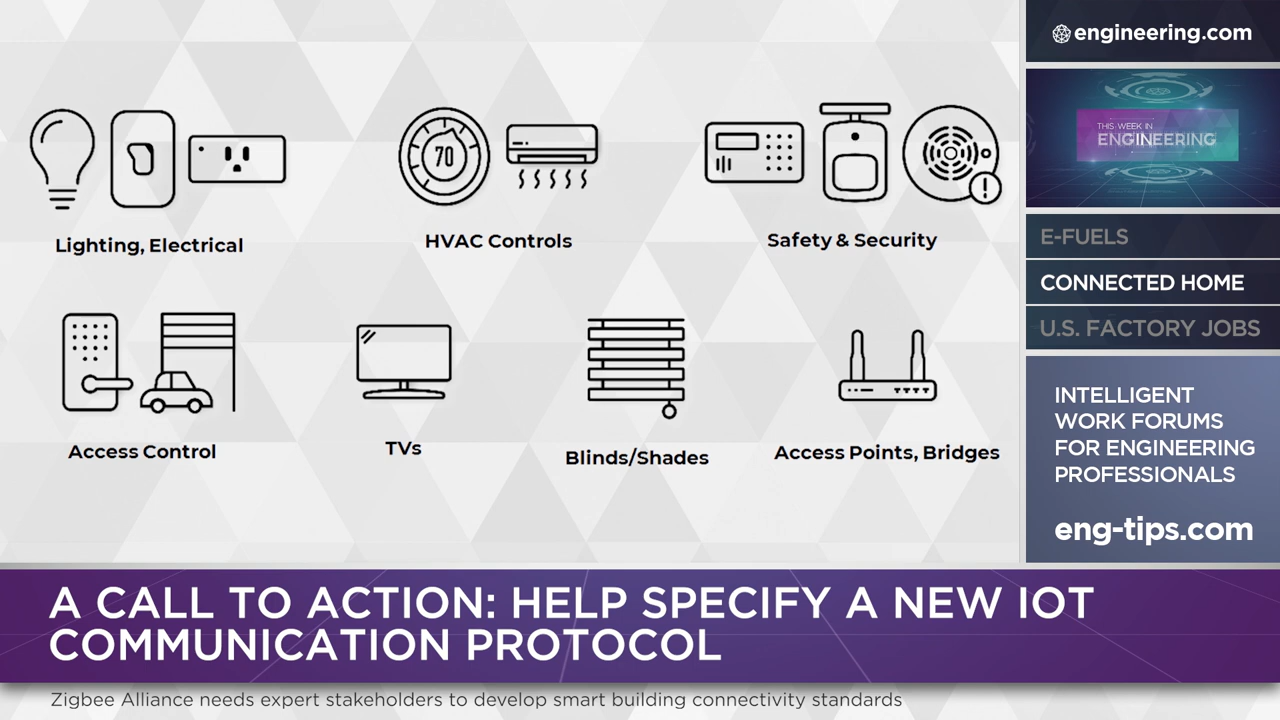 70
Lighting, Electrical
HVAC Controls
Safety & Security
Access Control
TVs
Blinds/Shades
Access Points, Bridges
engineering.com
THIS WEEK IN
ENGINEERING
E-FUELS
CONNECTED HOME
U.S. FACTORY JOBS
INTELLIGENT
WORK FORUMS
FOR ENGINEERING
PROFESSIONALS
eng-tips.com
A CALL TO ACTION: HELP SPECIFY A NEW IOT
COMMUNICATION PROTOCOL
Zigbee Alliance needs expert stakeholders to develop smart building connectivity standards